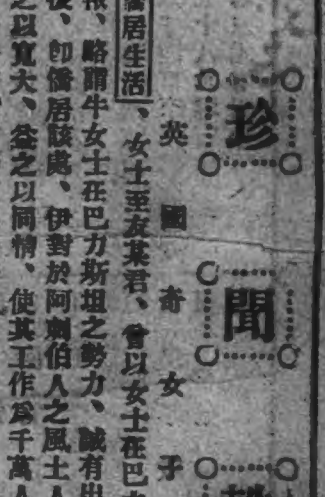 珍聞
英國奇女子
僑居生活、女士至友某君、曾以女士在巴
根、略謂牛女士在巴力斯坦之勢力、誠有出
後、卽僑居該處、伊對於阿剌伯人之風土人
之以寬大、益之以同情、使其工作爲千萬人